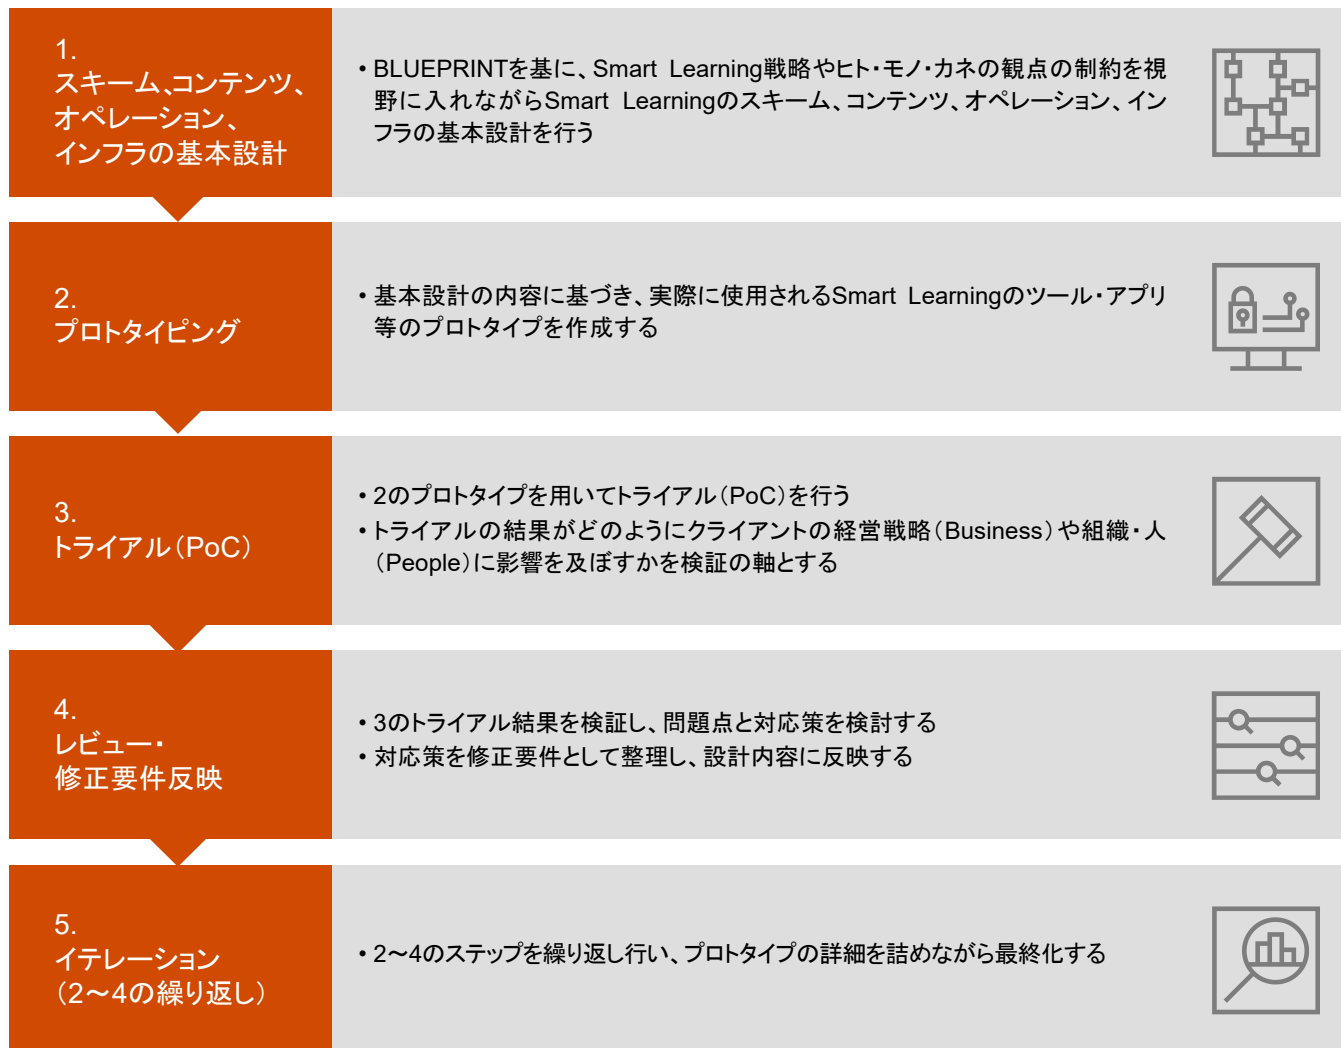 1.
スキーム、コンテンツ、
オペレーション、
インフラの基本設計
• BLUEPRINTを基に、Smart Learning戦略やヒト・モノ・カネの観点の制約を視
野に入れながらSmart Learningのスキーム、コンテンツ、オペレーション、イン
フラの基本設計を行う
2.
プロトタイピング
• 基本設計の内容に基づき、実際に使用されるSmart Learningのツール・アプリ
等のプロトタイプを作成する
3.
トライアル（PoC）
• 2のプロトタイプを用いてトライアル（PoC）を行う
• トライアルの結果がどのようにクライアントの経営戦略（Business）や組織・人
（People）に影響を及ぼすかを検証の軸とする
4.
レビュー・
修正要件反映
• 3のトライアル結果を検証し、問題点と対応策を検討する
• 対応策を修正要件として整理し、設計内容に反映する
5.
イテレーション
（2～4の繰り返し）
• 2～4のステップを繰り返し行い、プロトタイプの詳細を詰めながら最終化する